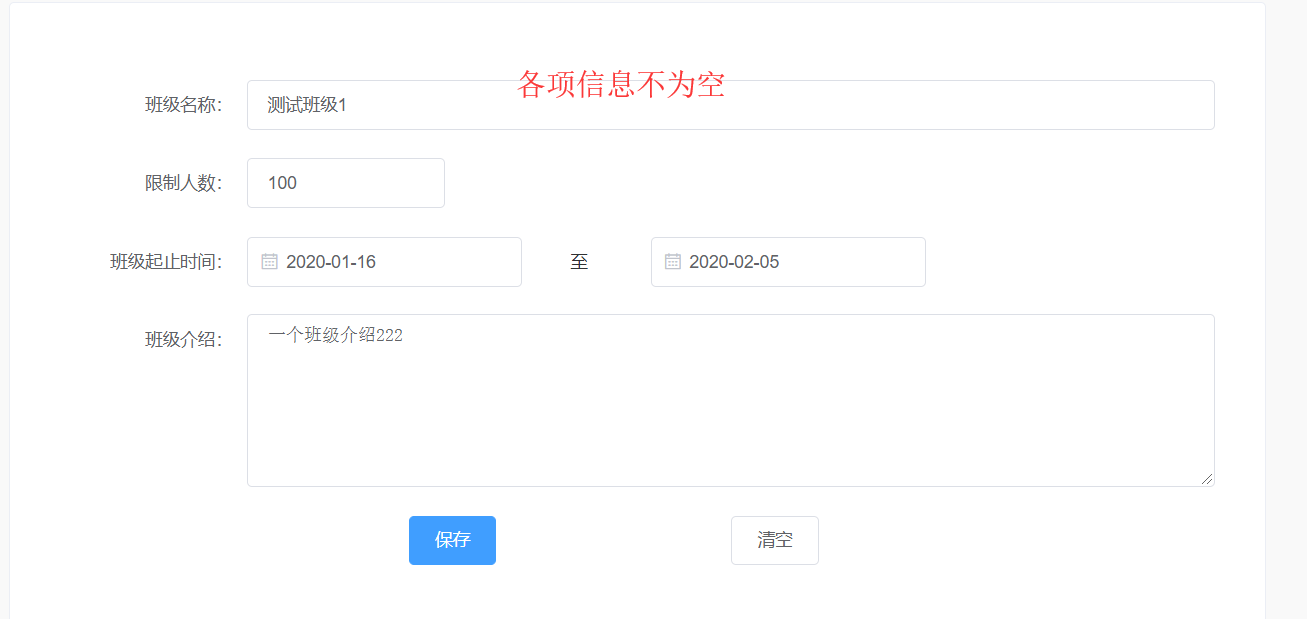 各项信息不为空
班级名称: 测试班级1
限制人数: 100
班级起止时间: 2020-01-16 至 2020-02-05
班级介绍: 一个班级介绍222
保存 清空